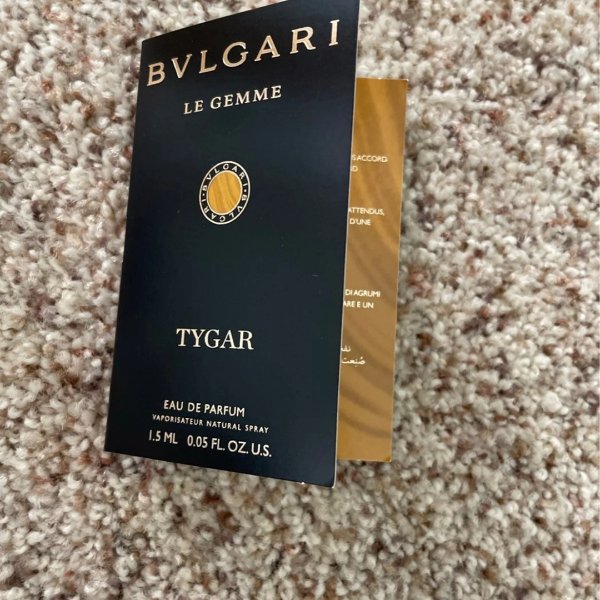 BVLGARI
LE GEMME
BVLGARI · BVLGARI ·
TYGAR
EAU DE PARFUM
VAPORISATEUR NATURAL SPRAY
1.5 ML 0.05 FL. OZ. U.S.
ACCORD
ATTENDUS,
D'UNE
DI AGRUMI
ARE E UN
صُنعت